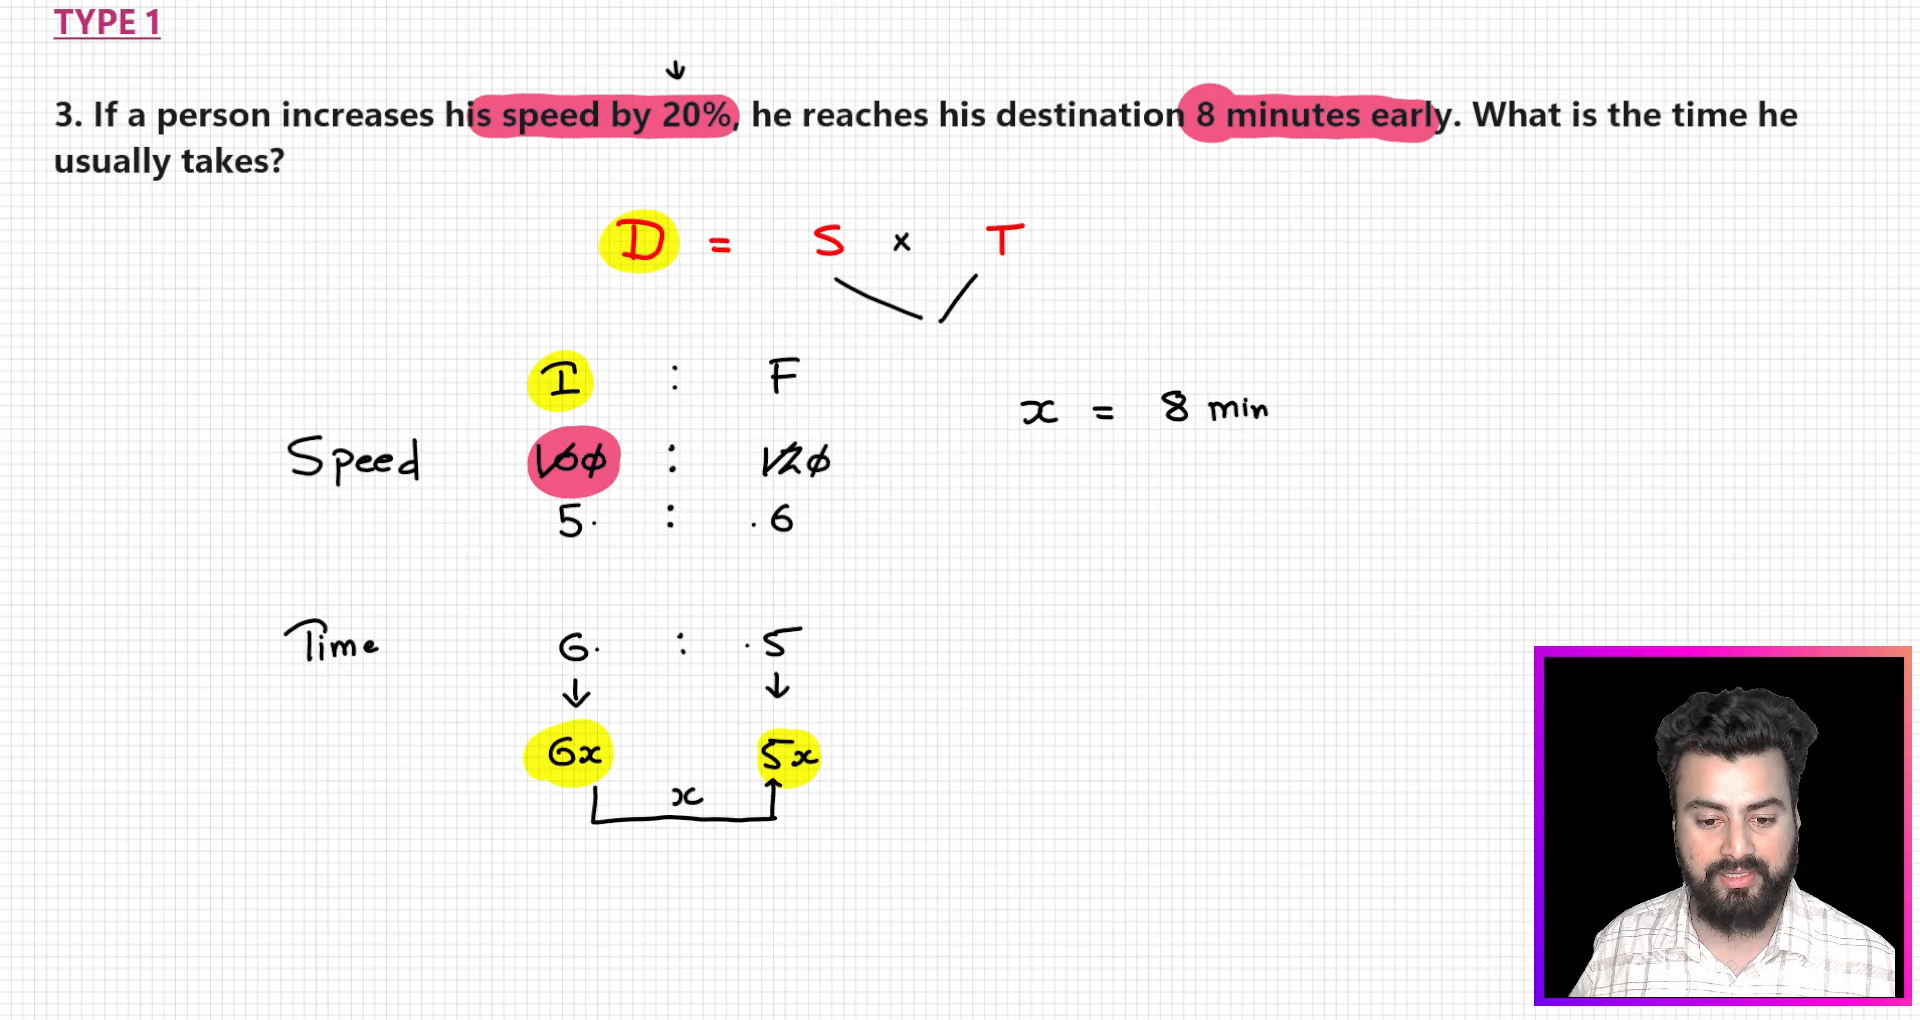 TYPE 1
↓
3. If a person increases his speed by 20%, he reaches his destination 8 minutes early. What is the time he
usually takes?
D = S × T
I : F
x = 8 min
Speed 100 : 120
5 : 6
Time 6 : 5
↓ ↓
6x 5x
x